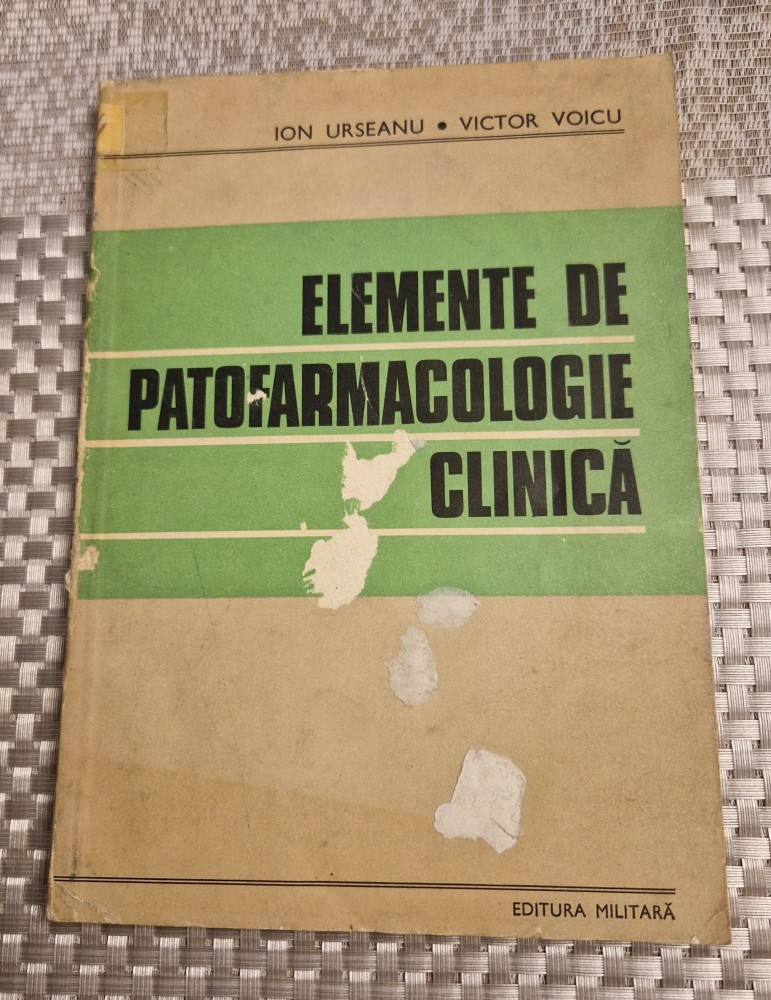 ION URSEANU • VICTOR VOICU
ELEMENTE DE
PATOFARMACOLOGIE
CLINICĂ
EDITURA MILITARĂ